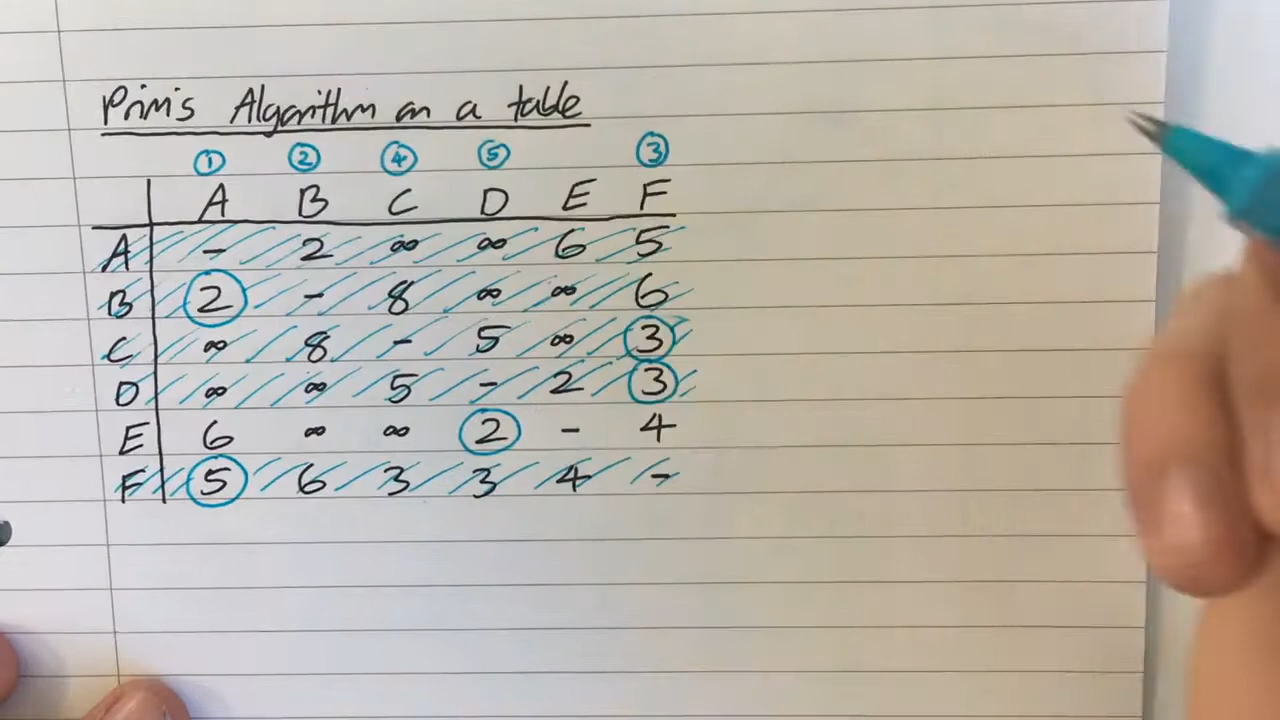 Prim's Algorithm on a table
① ② ④ ⑤ ③
A B C D E F
A - 2 ∞ ∞ 6 5
B 2 - 8 ∞ ∞ 6
C ∞ 8 - 5 ∞ 3
D ∞ ∞ 5 - 2 3
E 6 ∞ ∞ 2 - 4
F 5 6 3 3 4 -